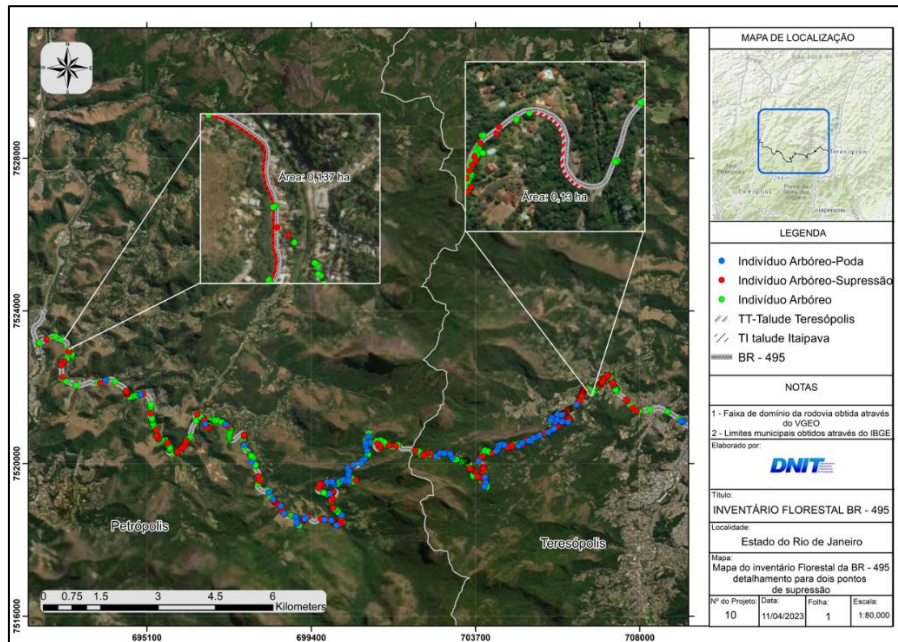 N
Área: 0,137 ha
Área: 0,13 ha
7528000
7524000
7520000
7516000
Petrópolis
Teresópolis
0 0.75 1.5 3 4.5 6
Kilometers
695100 699400 703700 708000
MAPA DE LOCALIZAÇÃO
Teresópolis
Petrópolis
Guapimirim
LEGENDA
Indivíduo Arbóreo-Poda
Indivíduo Arbóreo-Supressão
Indivíduo Arbóreo
TT-Talude Teresópolis
TI talude Itaipava
BR - 495
NOTAS
1 - Faixa de domínio da rodovia obtida através
do VGEO
2 - Limites municipais obtidos através do IBGE
Elaborado por:
DNIT
Título:
INVENTÁRIO FLORESTAL BR - 495
Localidade:
Estado do Rio de Janeiro
Mapa:
Mapa do inventário Florestal da BR - 495
detalhamento para dois pontos
de supressão
Nº do Projeto: Data: Folha: Escala:
10 11/04/2023 1 1:80.000